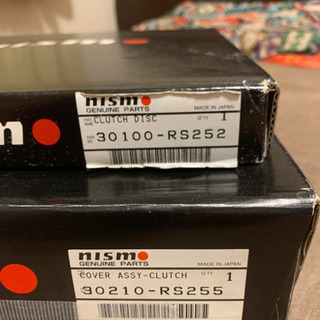 nismo
GENUINE PARTS
MADE IN JAPAN
CLUTCH DISC
QTY 1
30100-RS252
nismo
GENUINE PARTS
MADE IN JAPAN
COVER ASSY-CLUTCH
QTY 1
30210-RS255